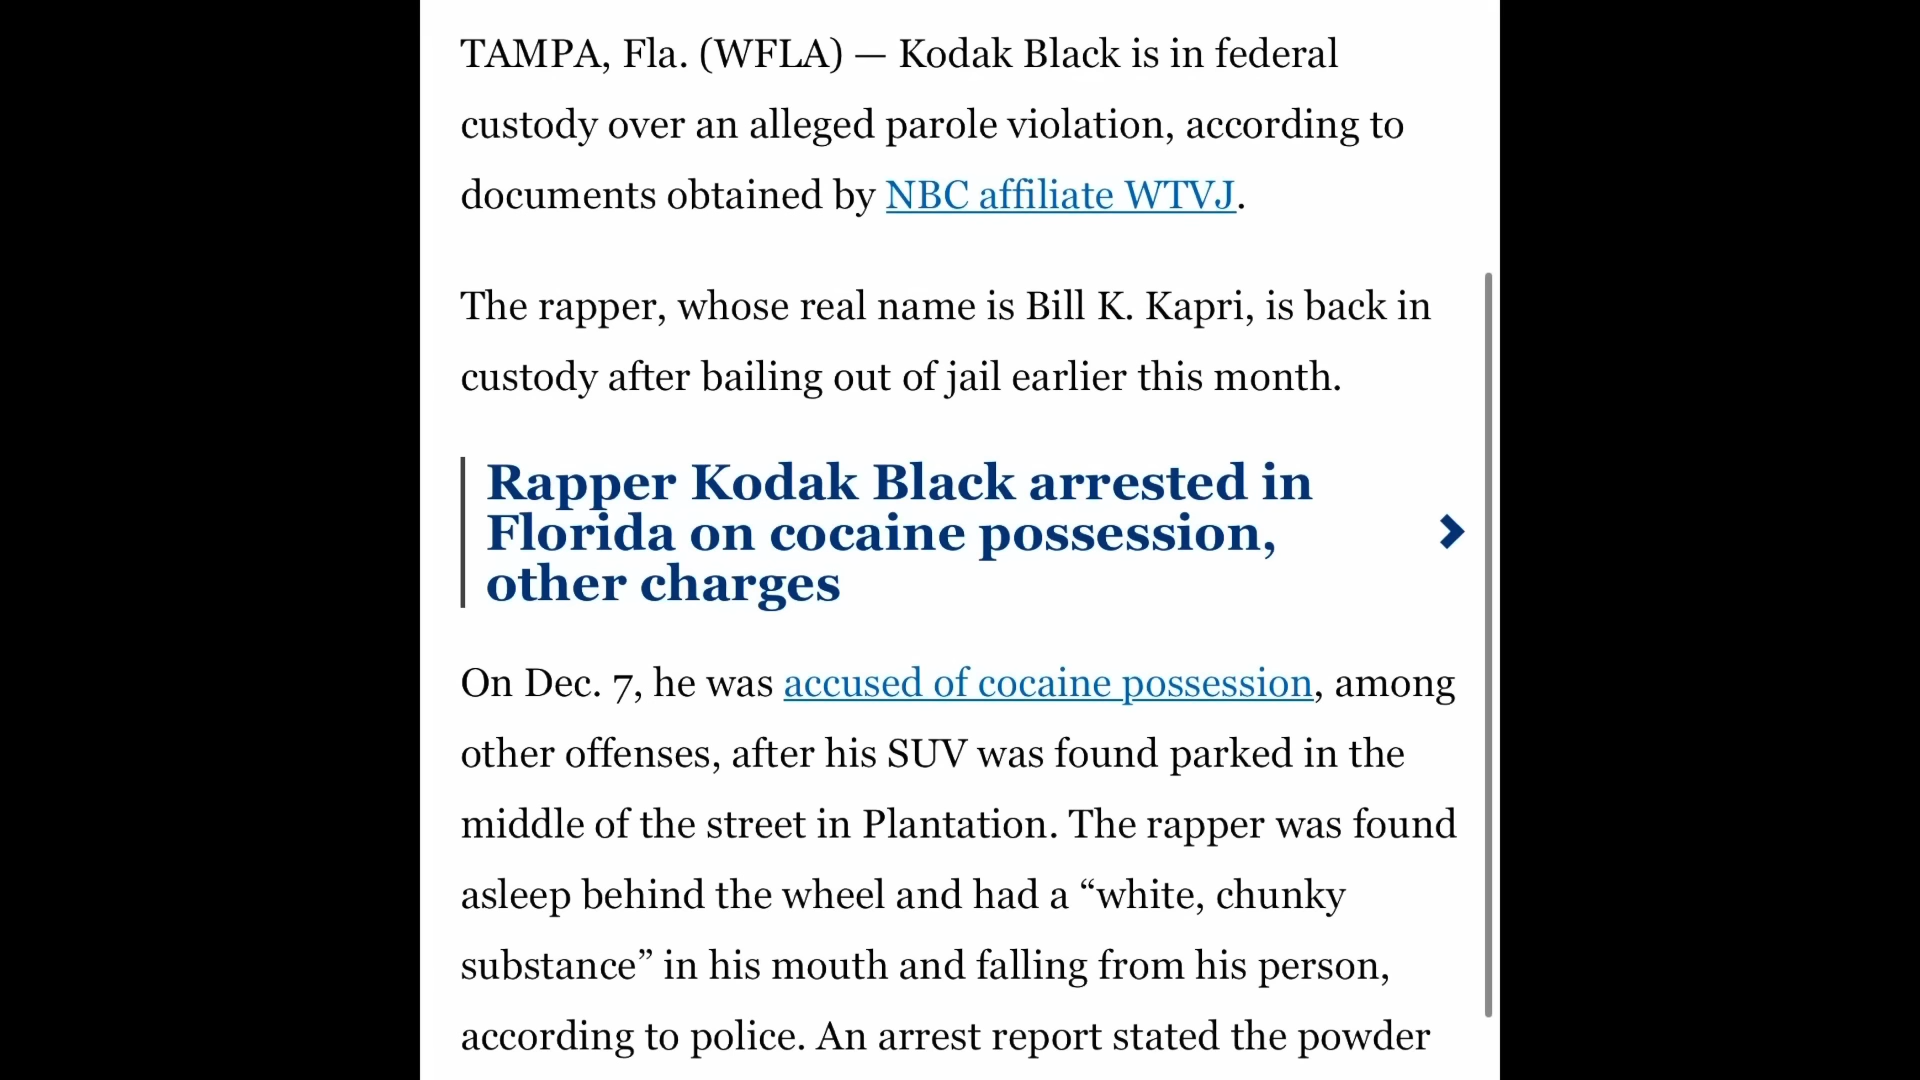 TAMPA, Fla. (WFLA) — Kodak Black is in federal
custody over an alleged parole violation, according to
documents obtained by NBC affiliate WTVJ.
The rapper, whose real name is Bill K. Kapri, is back in
custody after bailing out of jail earlier this month.
Rapper Kodak Black arrested in
Florida on cocaine possession,
other charges
On Dec. 7, he was accused of cocaine possession, among
other offenses, after his SUV was found parked in the
middle of the street in Plantation. The rapper was found
asleep behind the wheel and had a “white, chunky
substance” in his mouth and falling from his person,
according to police. An arrest report stated the powder